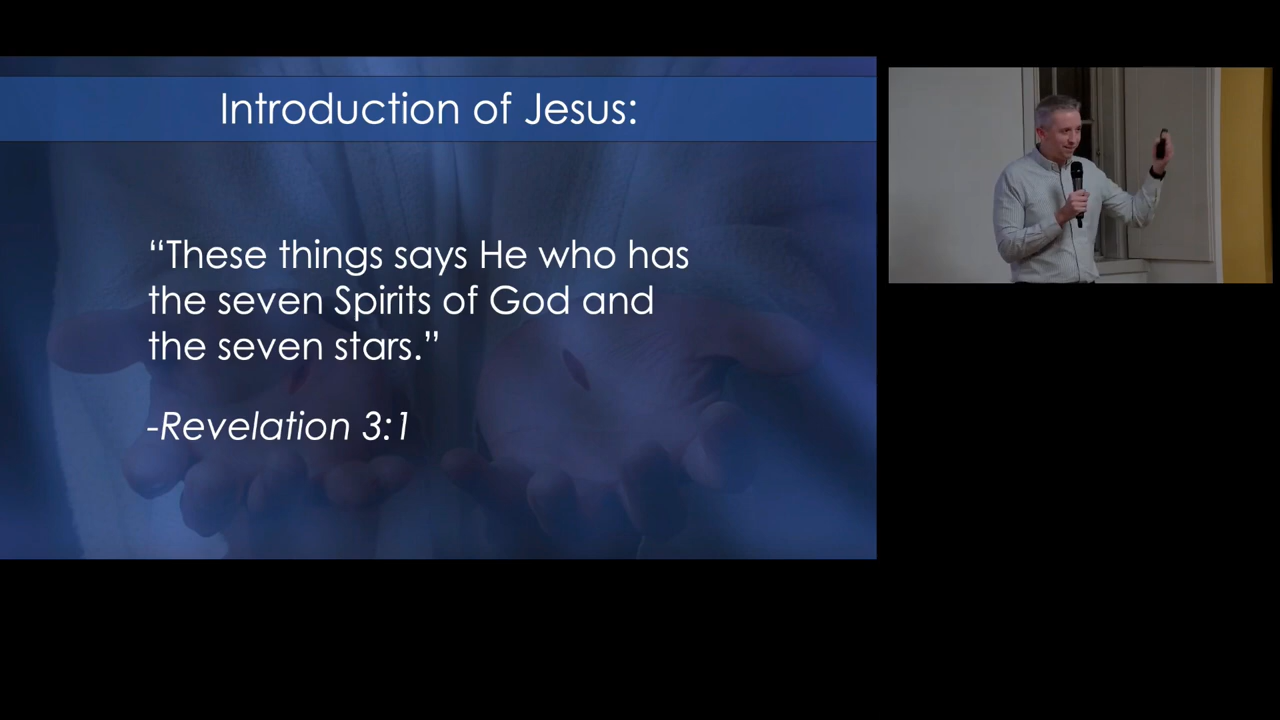 Introduction of Jesus:
“These things says He who has
the seven Spirits of God and
the seven stars.”
-Revelation 3:1